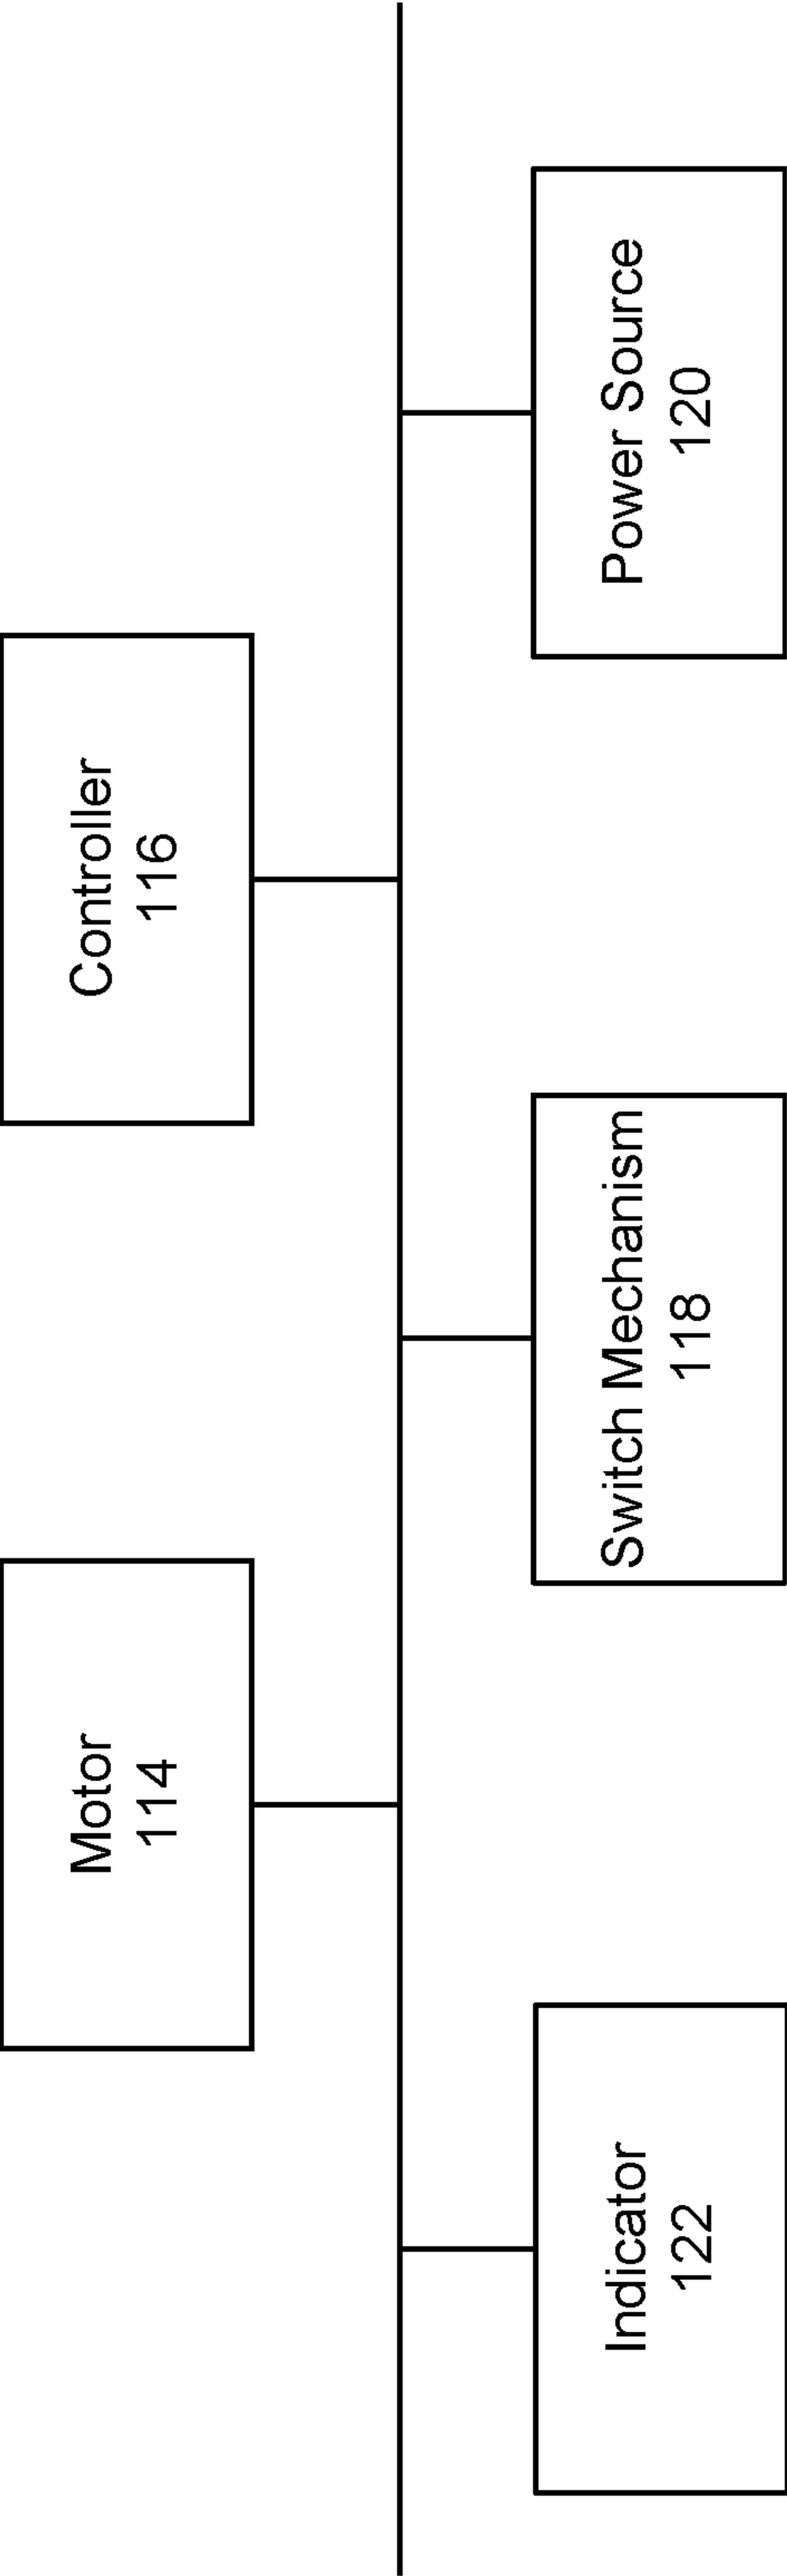 Motor
114
Controller
116
Indicator
122
Switch Mechanism
118
Power Source
120